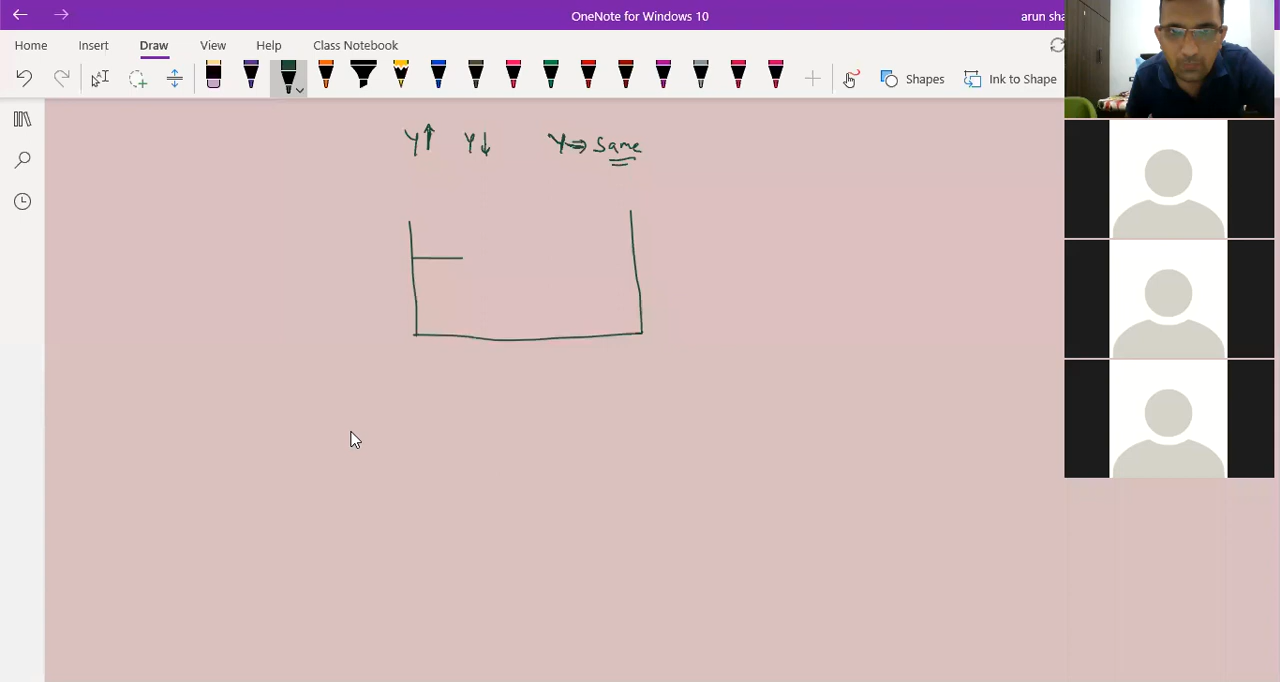 OneNote for Windows 10
arun sha
Home Insert Draw View Help Class Notebook
Shapes Ink to Shape
Y↑ Y↓ Y⇒ Same